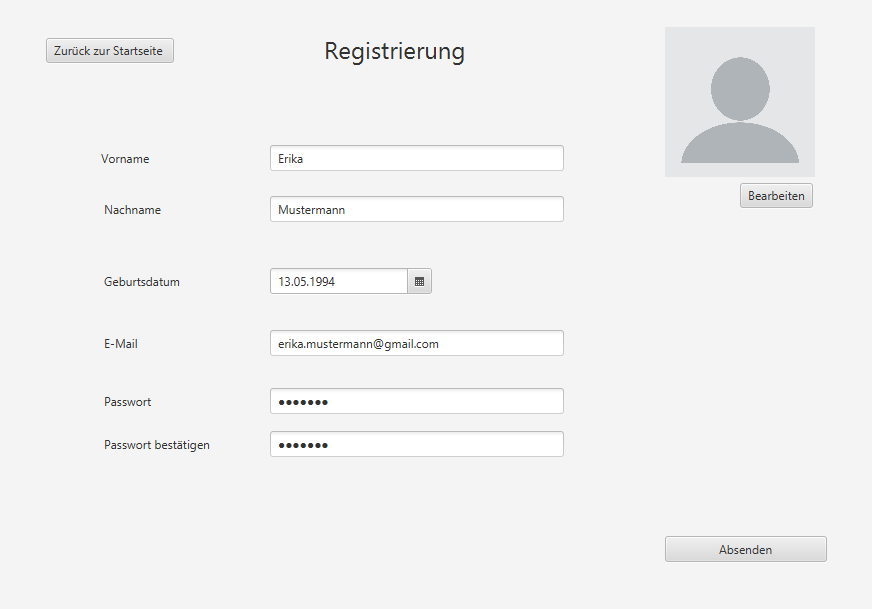 Zurück zur Startseite
Registrierung
Bearbeiten
Vorname
Erika
Nachname
Mustermann
Geburtsdatum
13.05.1994
E-Mail
erika.mustermann@gmail.com
Passwort
●●●●●●●
Passwort bestätigen
●●●●●●●
Absenden